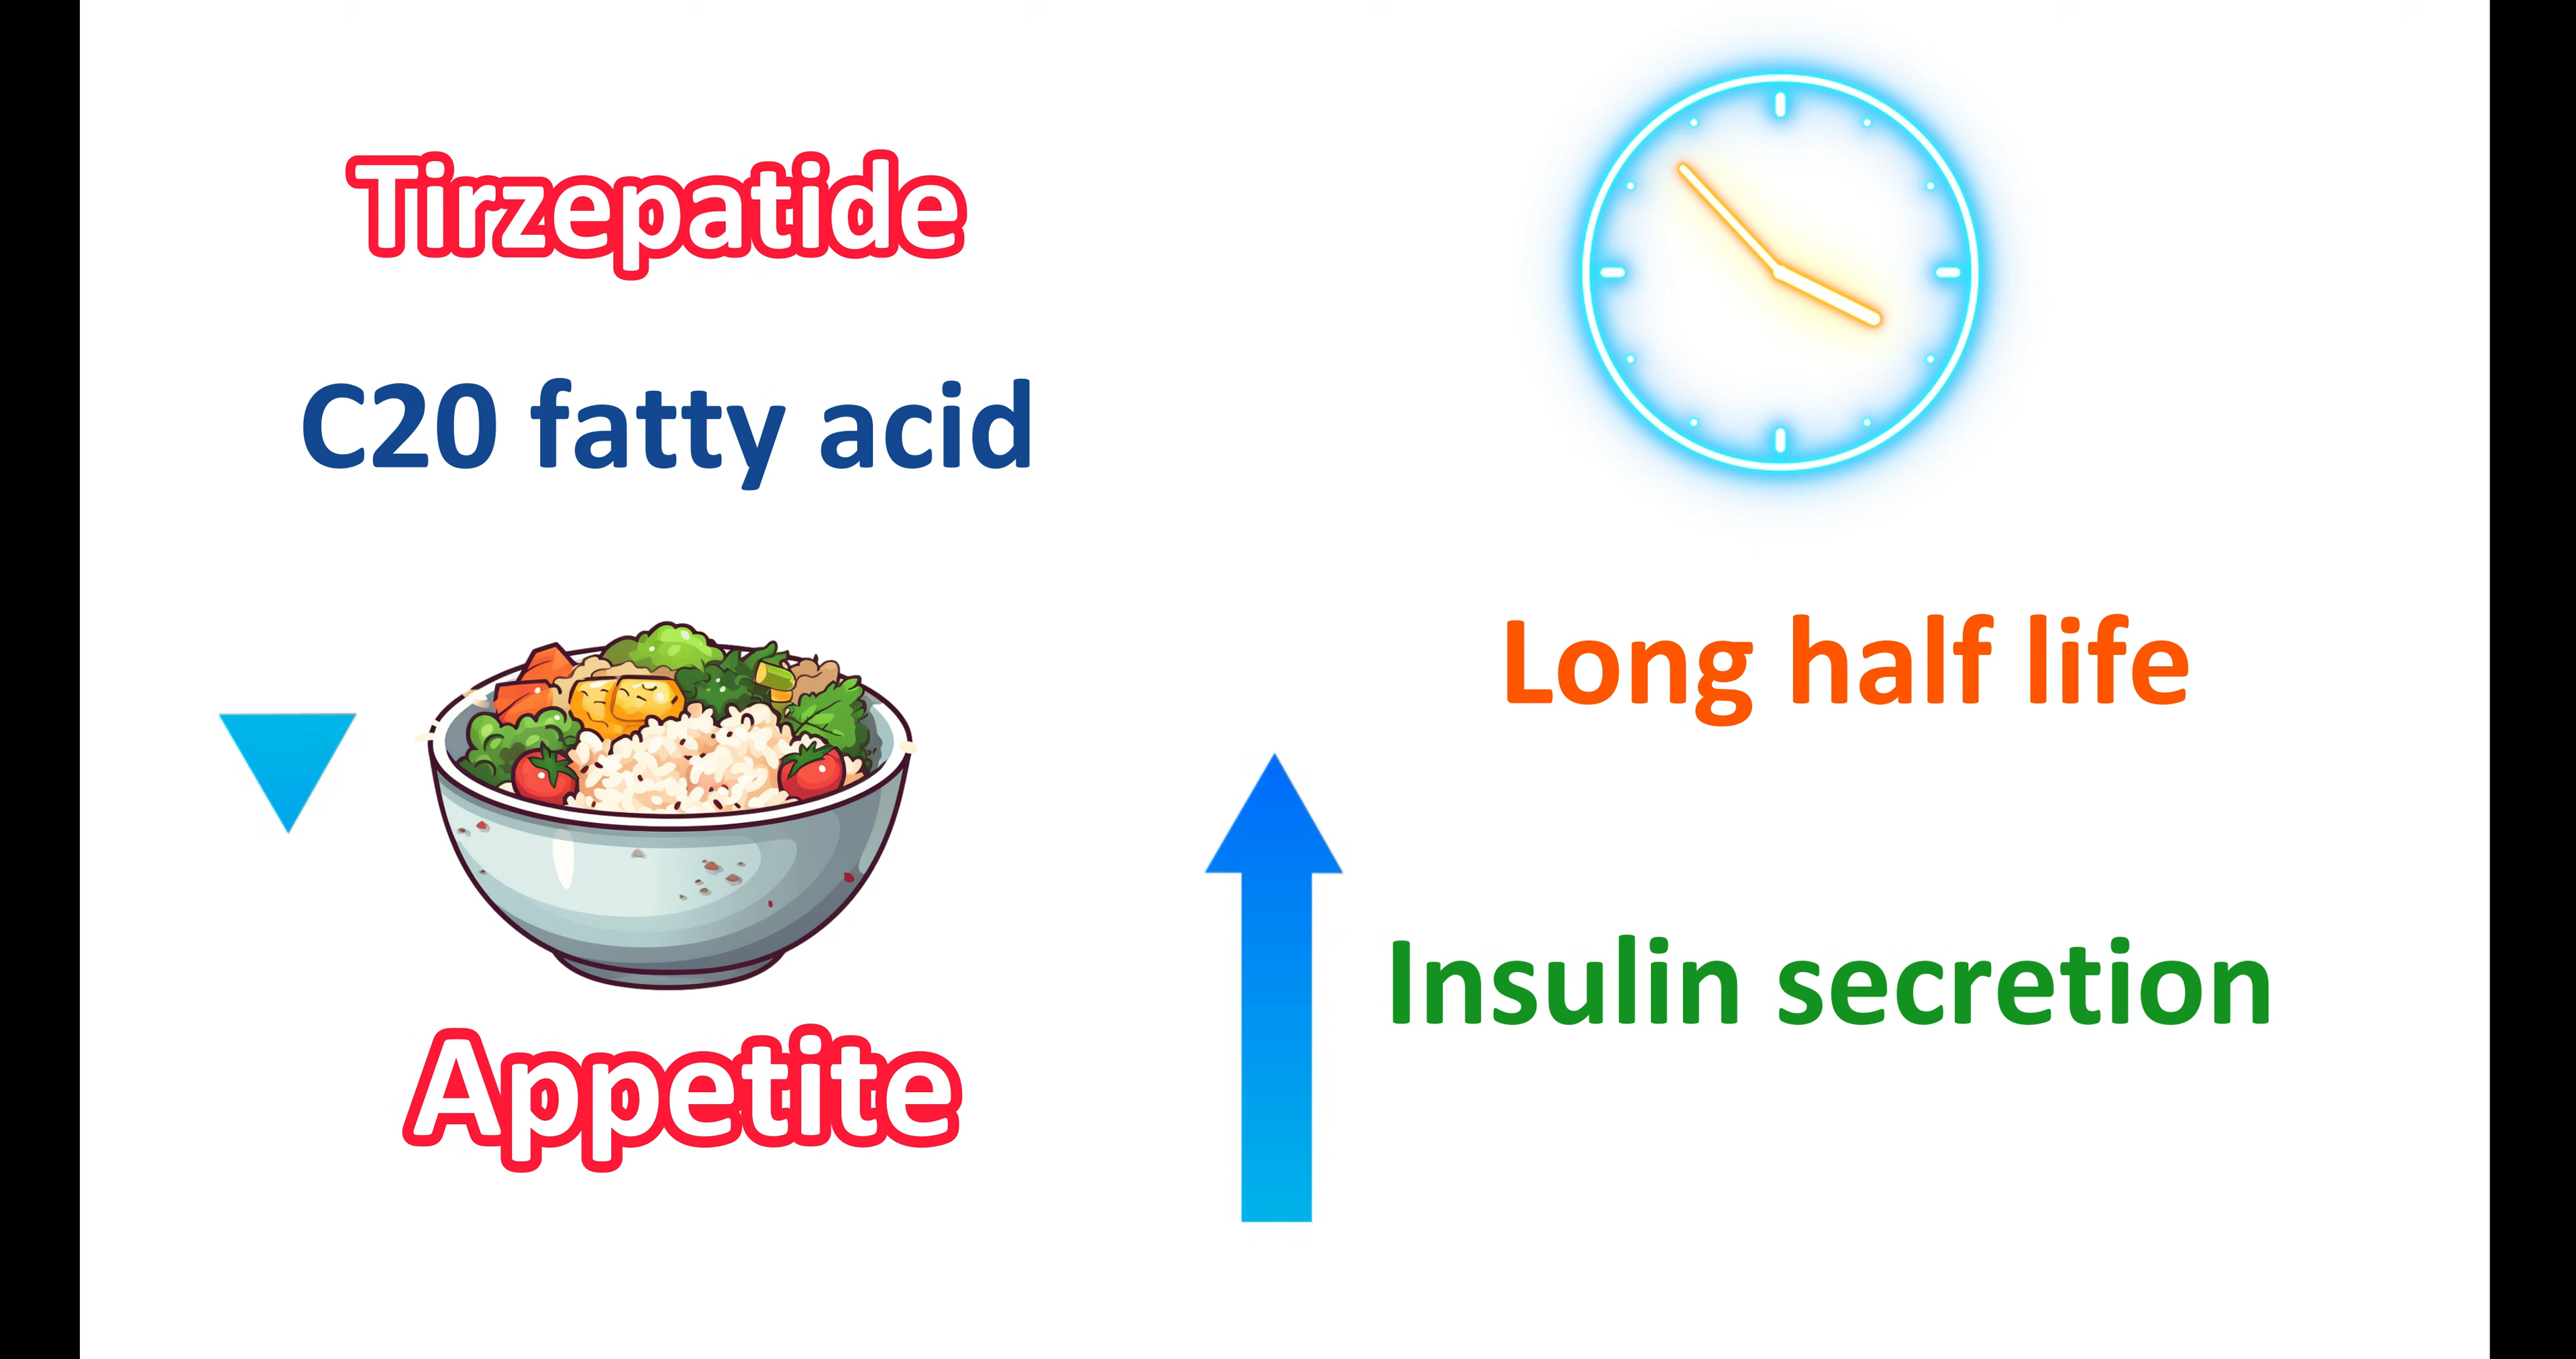 Tirzepatide
C20 fatty acid
Long half life
Insulin secretion
Appetite